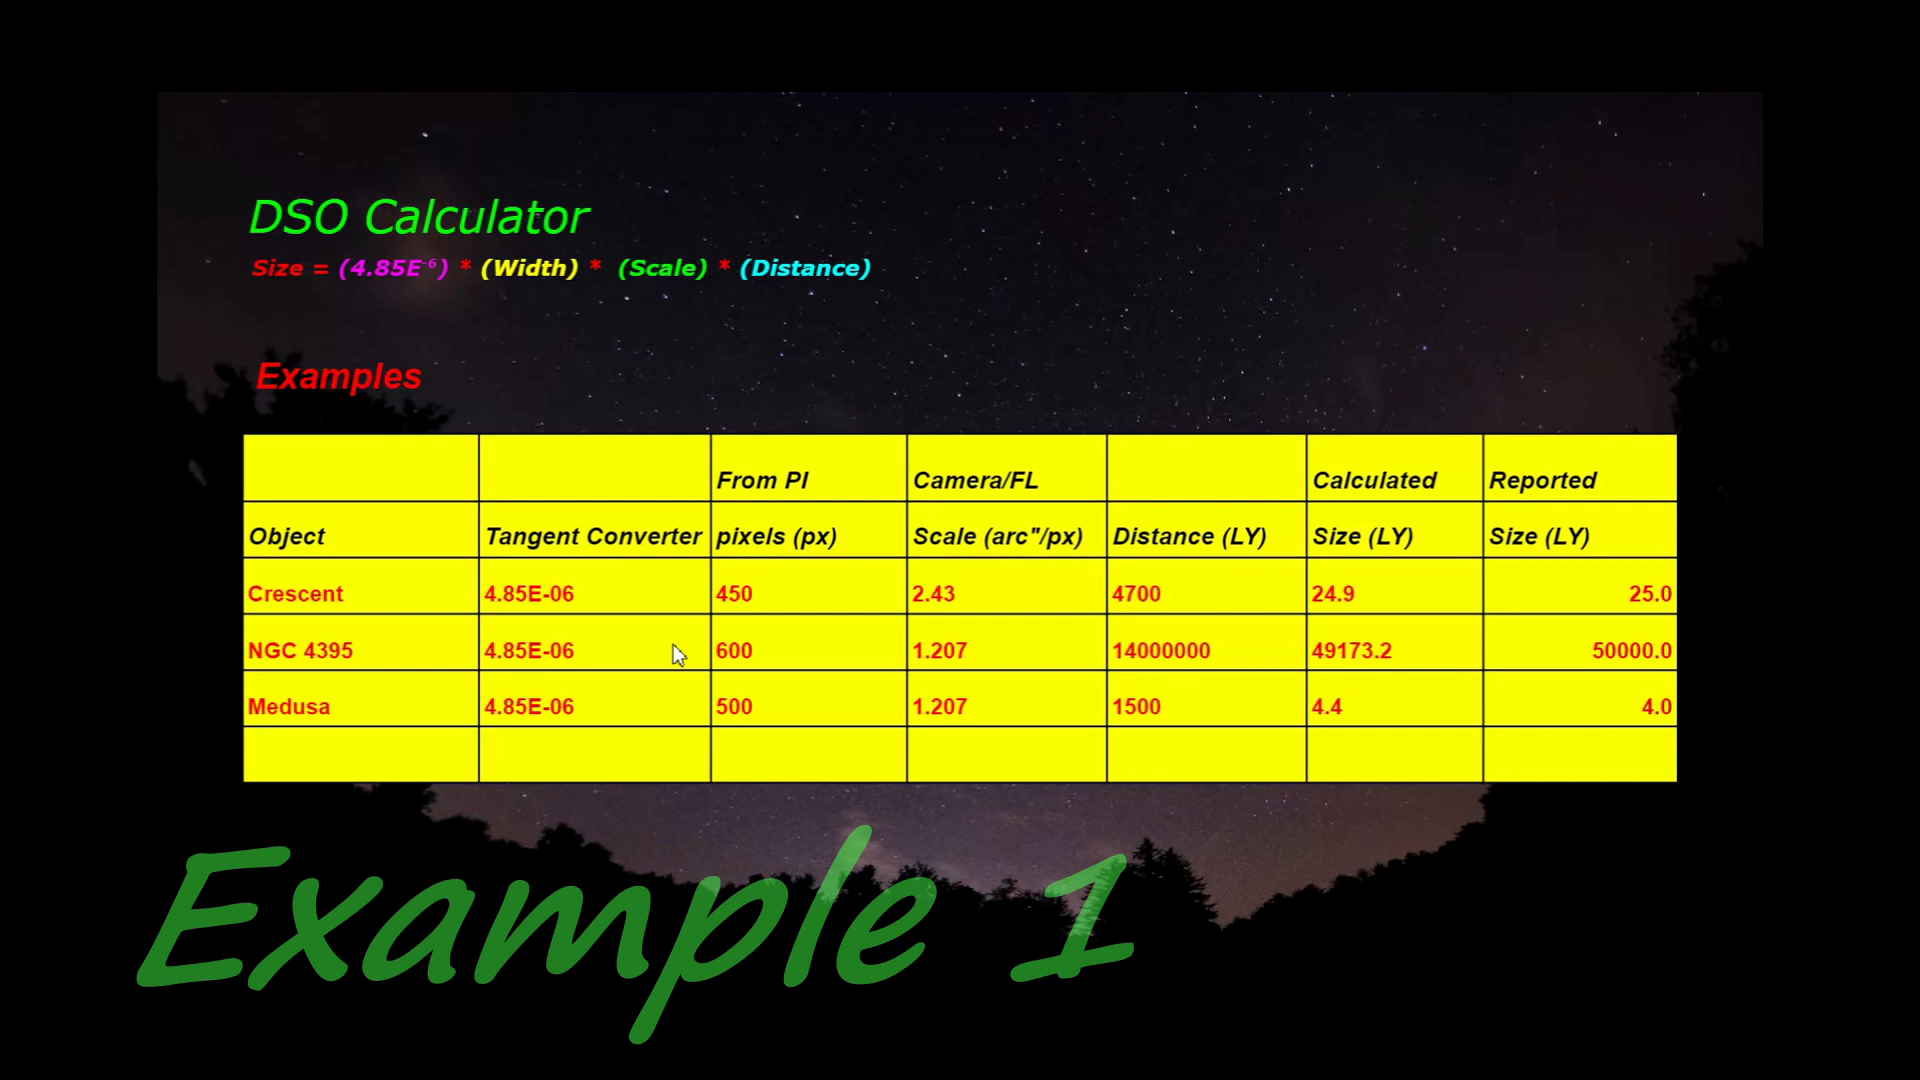 DSO Calculator
Size = (4.85E⁻⁶) * (Width) * (Scale) * (Distance)
Examples
From PI Camera/FL Calculated Reported
Object Tangent Converter pixels (px) Scale (arc"/px) Distance (LY) Size (LY) Size (LY)
Crescent 4.85E-06 450 2.43 4700 24.9 25.0
NGC 4395 4.85E-06 600 1.207 14000000 49173.2 50000.0
Medusa 4.85E-06 500 1.207 1500 4.4 4.0
Example 1